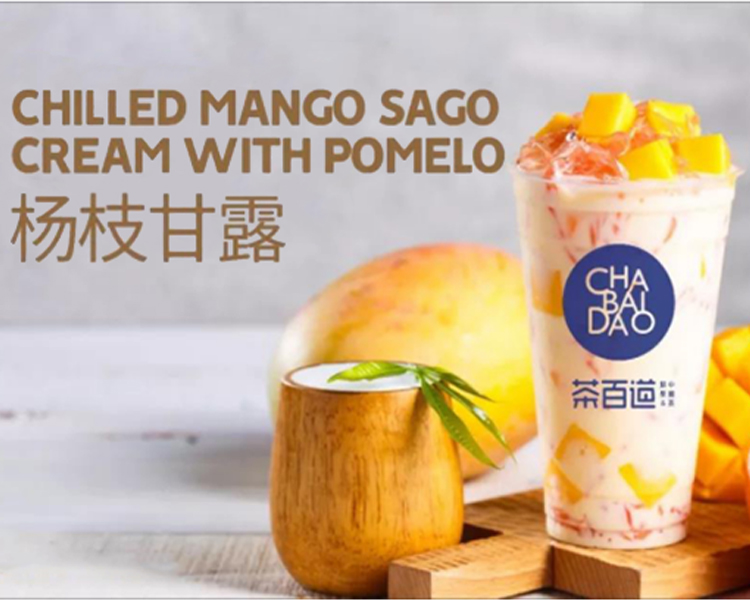 CHILLED MANGO SAGO
CREAM WITH POMELO
杨枝甘露
CHA
BAI
DAO
茶百道